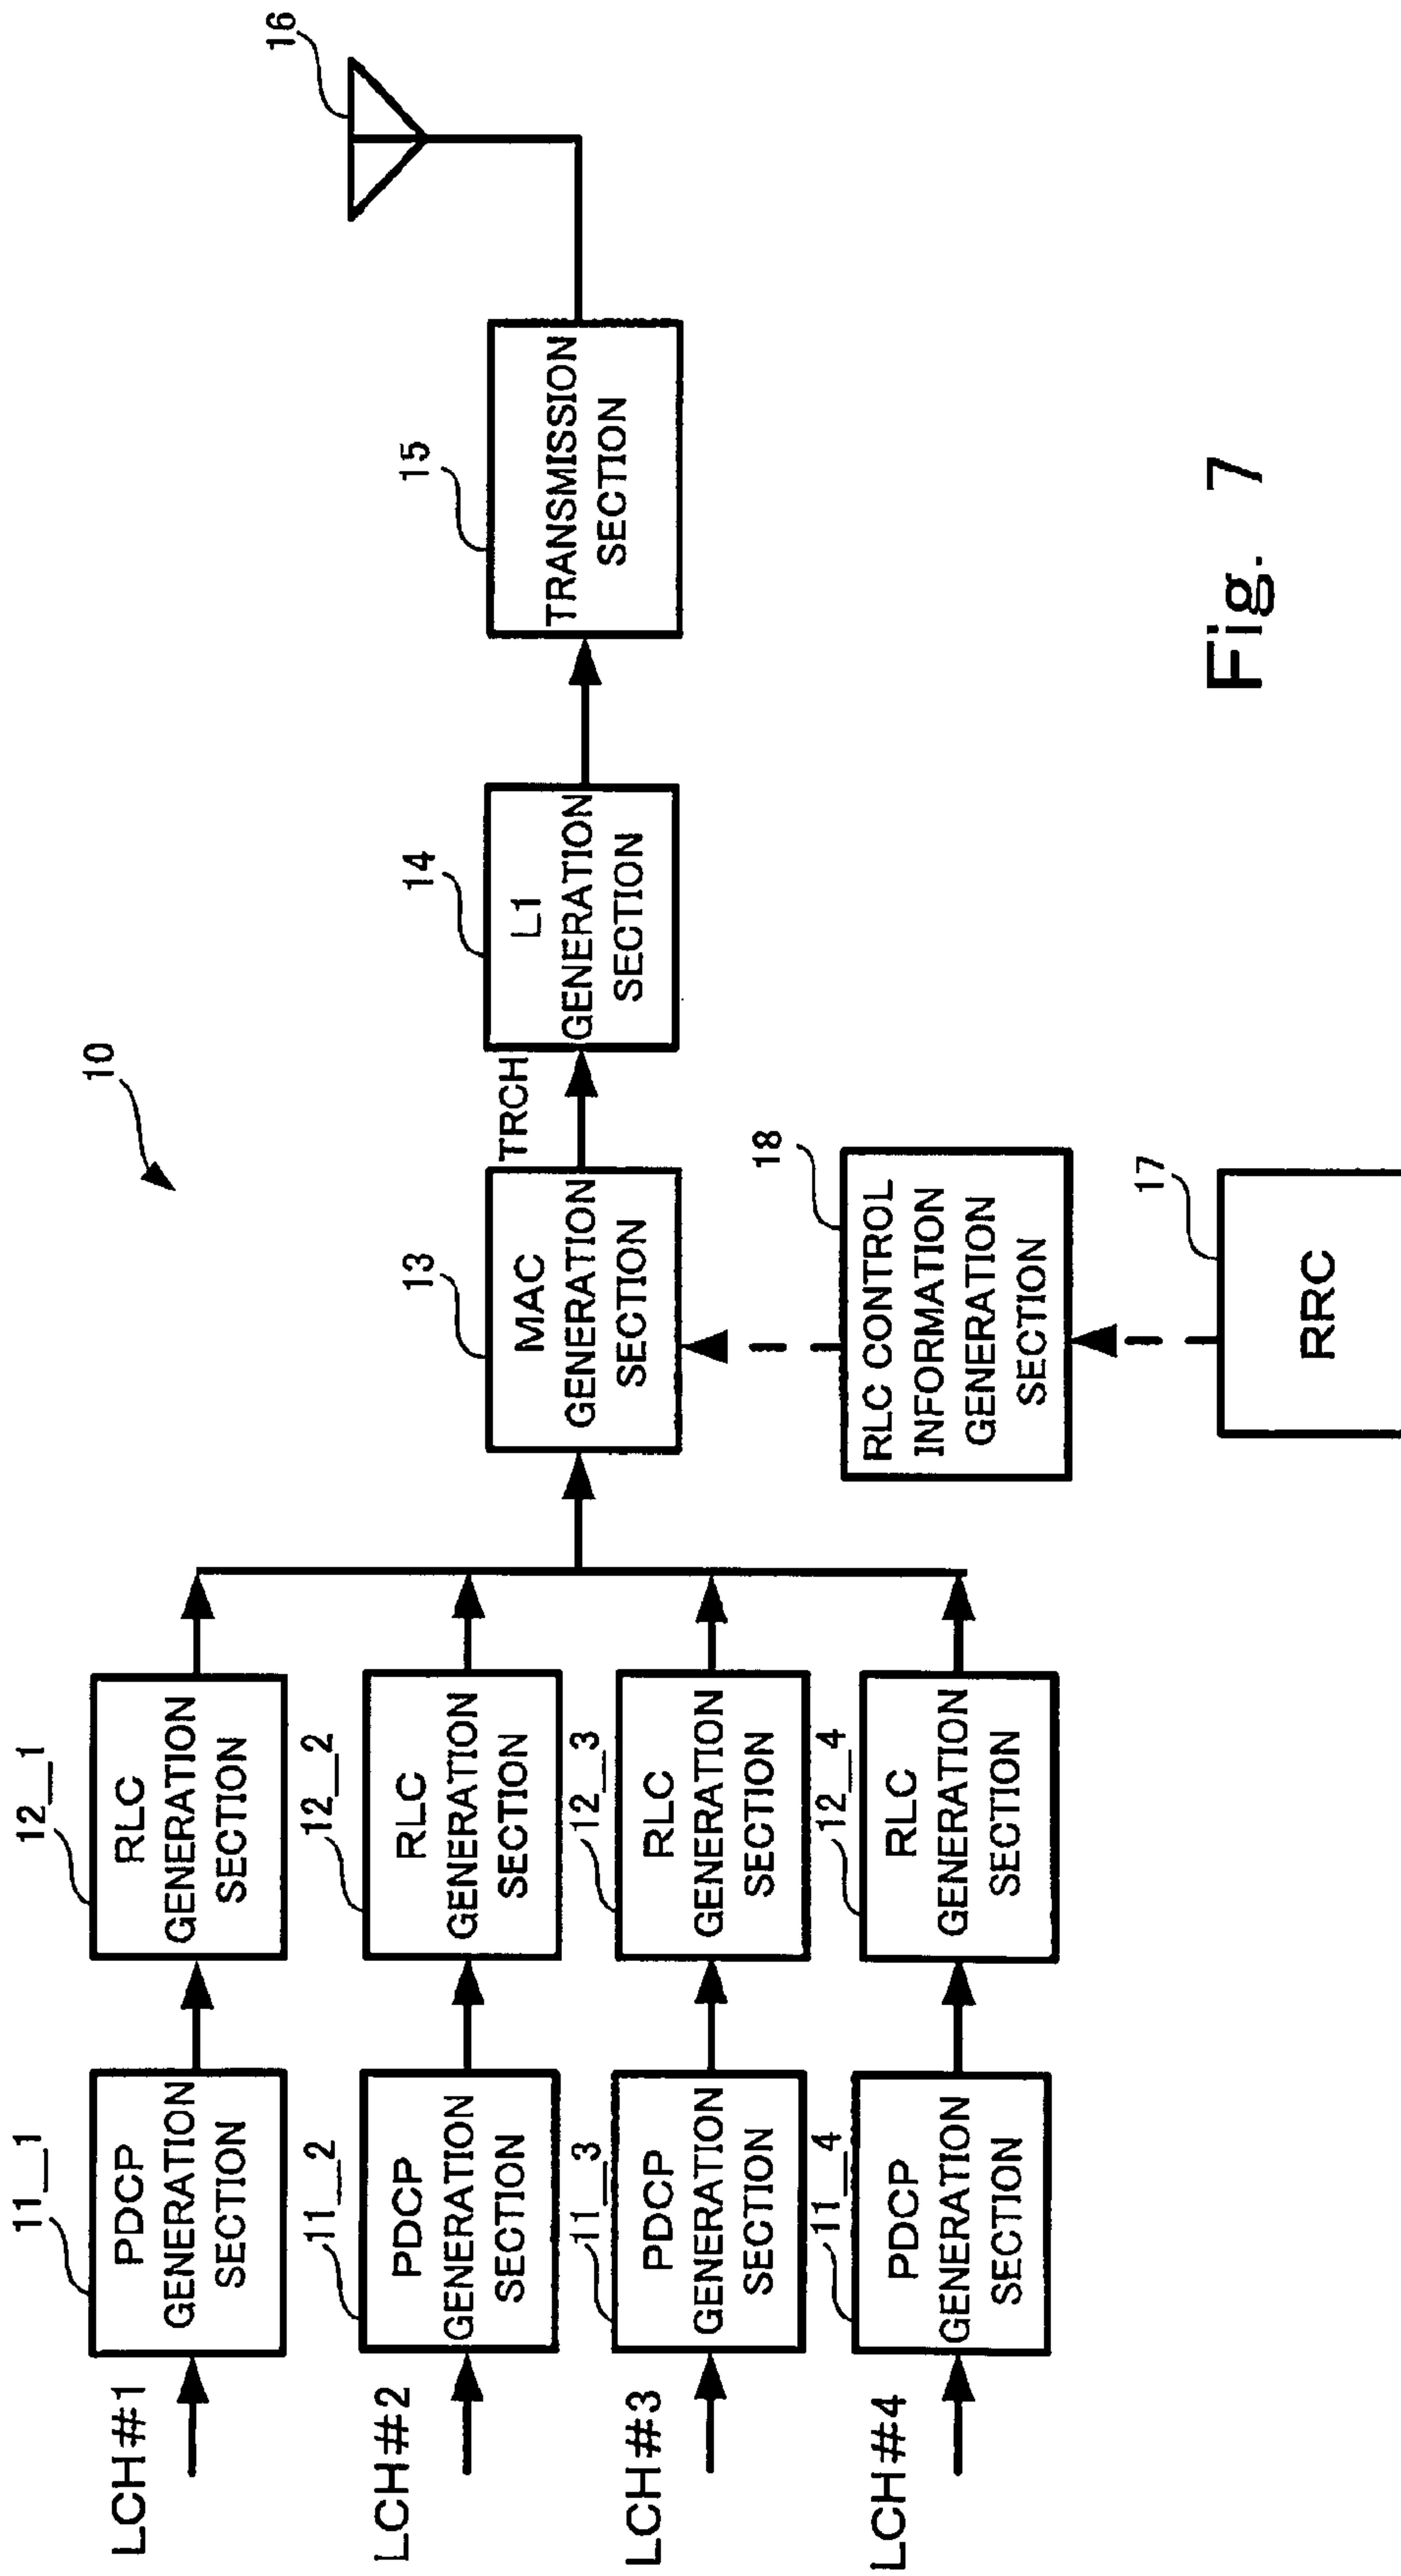 16
10
15
TRANSMISSION
SECTION
14
L1
GENERATION
SECTION
TRCH
13
MAC
GENERATION
SECTION
18
RLC CONTROL
INFORMATION
GENERATION
SECTION
17
RRC
LCH#1
11_1
PDCP
GENERATION
SECTION
12_1
RLC
GENERATION
SECTION
LCH#2
11_2
PDCP
GENERATION
SECTION
12_2
RLC
GENERATION
SECTION
LCH#3
11_3
PDCP
GENERATION
SECTION
12_3
RLC
GENERATION
SECTION
LCH#4
11_4
PDCP
GENERATION
SECTION
12_4
RLC
GENERATION
SECTION
Fig. 7